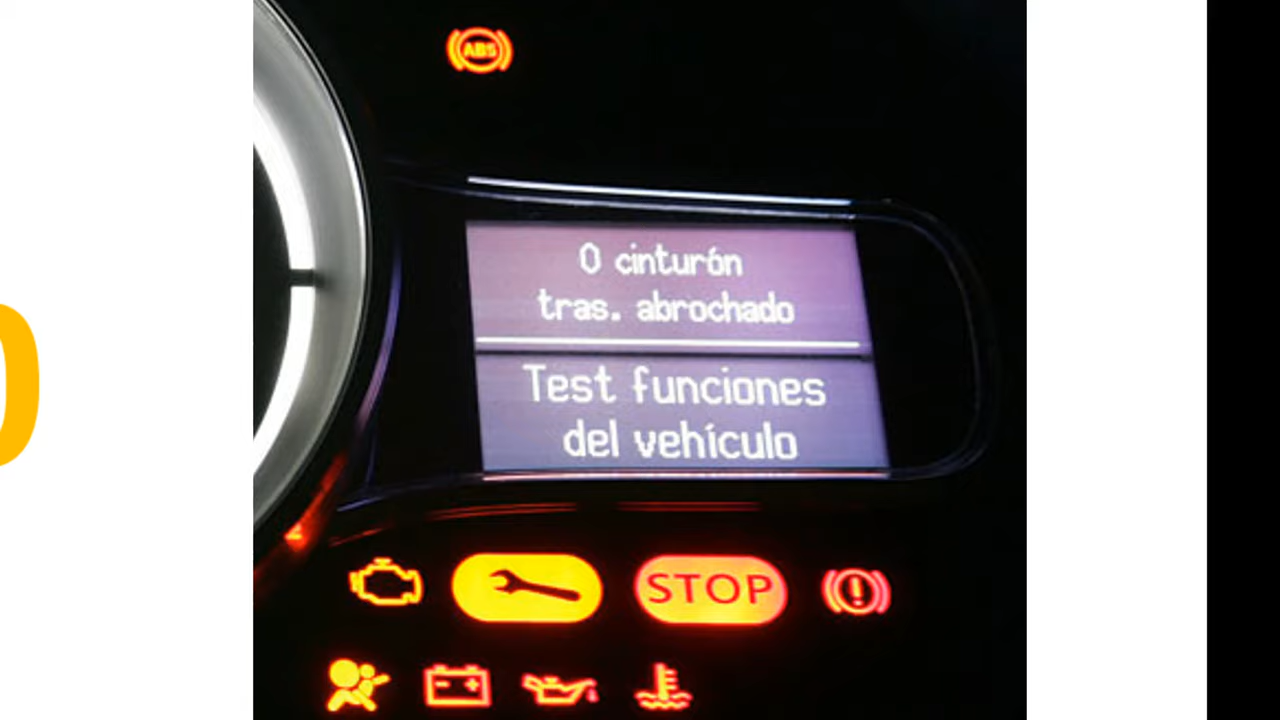 ABS
0 cinturón
tras. abrochado
Test funciones
del vehículo
STOP